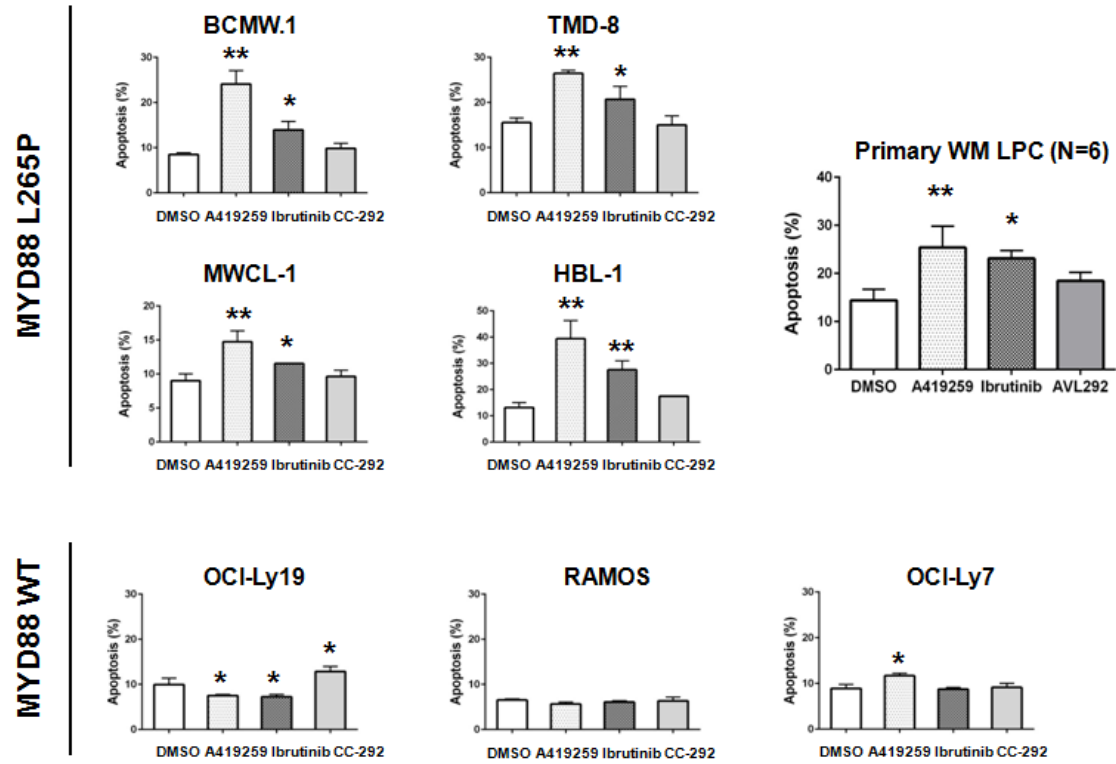 MYD88 L265P
BCMW.1
**
*
Apoptosis (%)
30
20
10
0
DMSO A419259 Ibrutinib CC-292
TMD-8
**
*
Apoptosis (%)
30
20
10
0
DMSO A419259 Ibrutinib CC-292
MWCL-1
**
*
Apoptosis (%)
20
15
10
5
0
DMSO A419259 Ibrutinib CC-292
HBL-1
**
**
Apoptosis (%)
50
40
30
20
10
0
DMSO A419259 Ibrutinib CC-292
Primary WM LPC (N=6)
**
*
Apoptosis (%)
40
30
20
10
0
DMSO A419259 Ibrutinib AVL292
MYD88 WT
OCI-Ly19
*
* *
Apoptosis (%)
30
20
10
0
DMSO A419259 Ibrutinib CC-292
RAMOS
Apoptosis (%)
30
20
10
0
DMSO A419259 Ibrutinib CC-292
OCI-Ly7
*
Apoptosis (%)
30
20
10
0
DMSO A419259 Ibrutinib CC-292